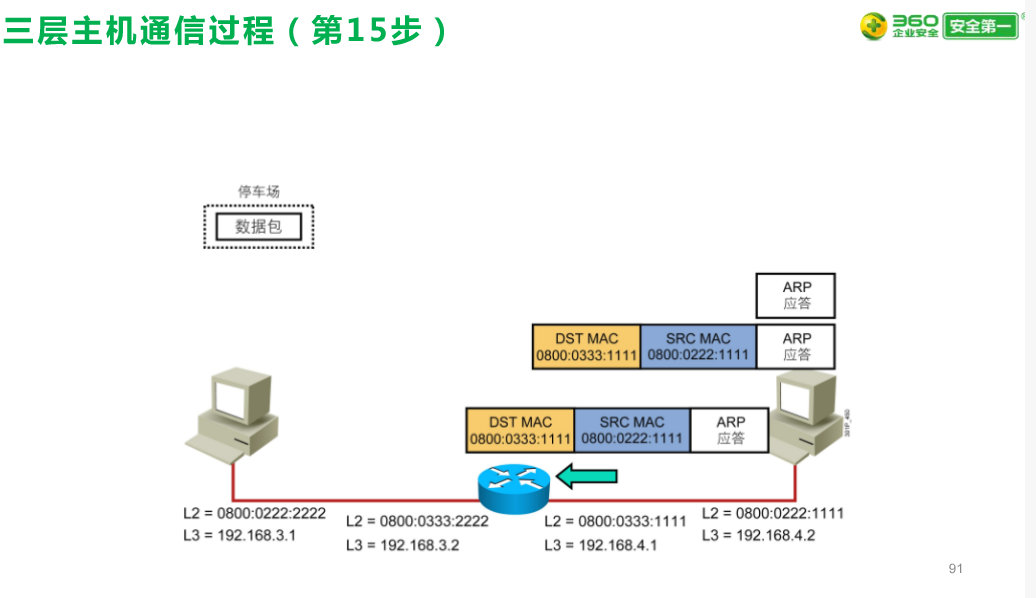 三层主机通信过程（第15步）
360
企业安全
安全第一
停车场
数据包
ARP
应答
DST MAC
0800:0333:1111
SRC MAC
0800:0222:1111
ARP
应答
DST MAC
0800:0333:1111
SRC MAC
0800:0222:1111
ARP
应答
L2 = 0800:0222:2222
L3 = 192.168.3.1
L2 = 0800:0333:2222
L3 = 192.168.3.2
L2 = 0800:0333:1111
L3 = 192.168.4.1
L2 = 0800:0222:1111
L3 = 192.168.4.2
91